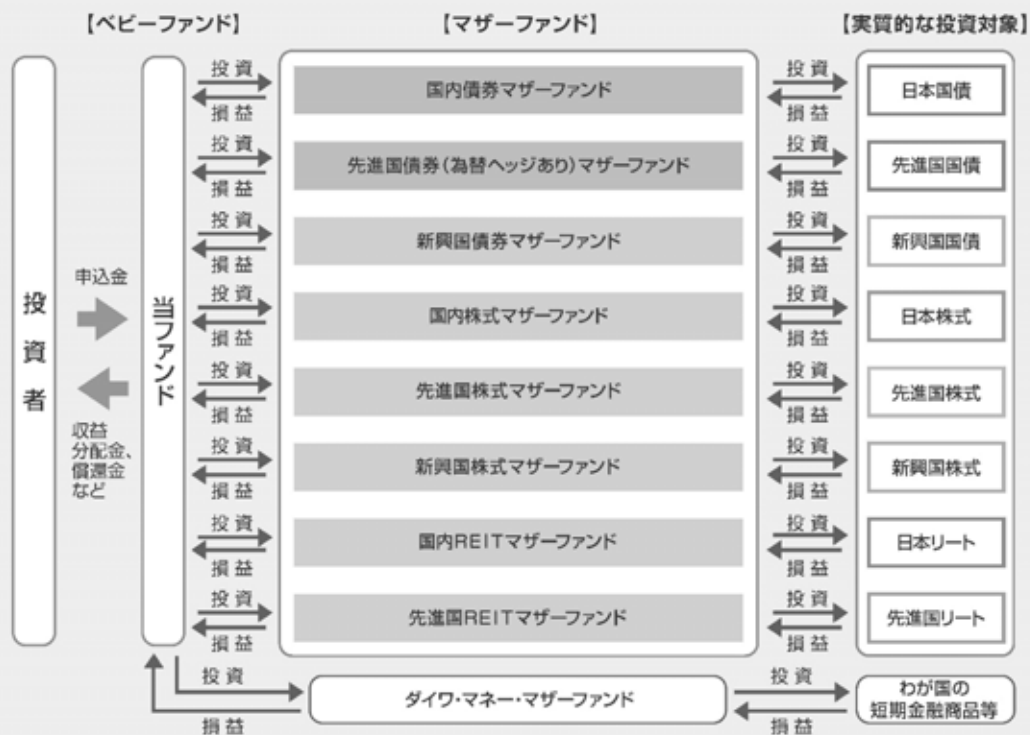 【ベビーファンド】
【マザーファンド】
【実質的な投資対象】
投資者
申込金
収益
分配金、
償還金
など
当ファンド
投資
損益
国内債券マザーファンド
投資
損益
日本国債
投資
損益
先進国債券(為替ヘッジあり)マザーファンド
投資
損益
先進国国債
投資
損益
新興国債券マザーファンド
投資
損益
新興国国債
投資
損益
国内株式マザーファンド
投資
損益
日本株式
投資
損益
先進国株式マザーファンド
投資
損益
先進国株式
投資
損益
新興国株式マザーファンド
投資
損益
新興国株式
投資
損益
国内REITマザーファンド
投資
損益
日本リート
投資
損益
先進国REITマザーファンド
投資
損益
先進国リート
投資
損益
ダイワ・マネー・マザーファンド
投資
損益
わが国の
短期金融商品等